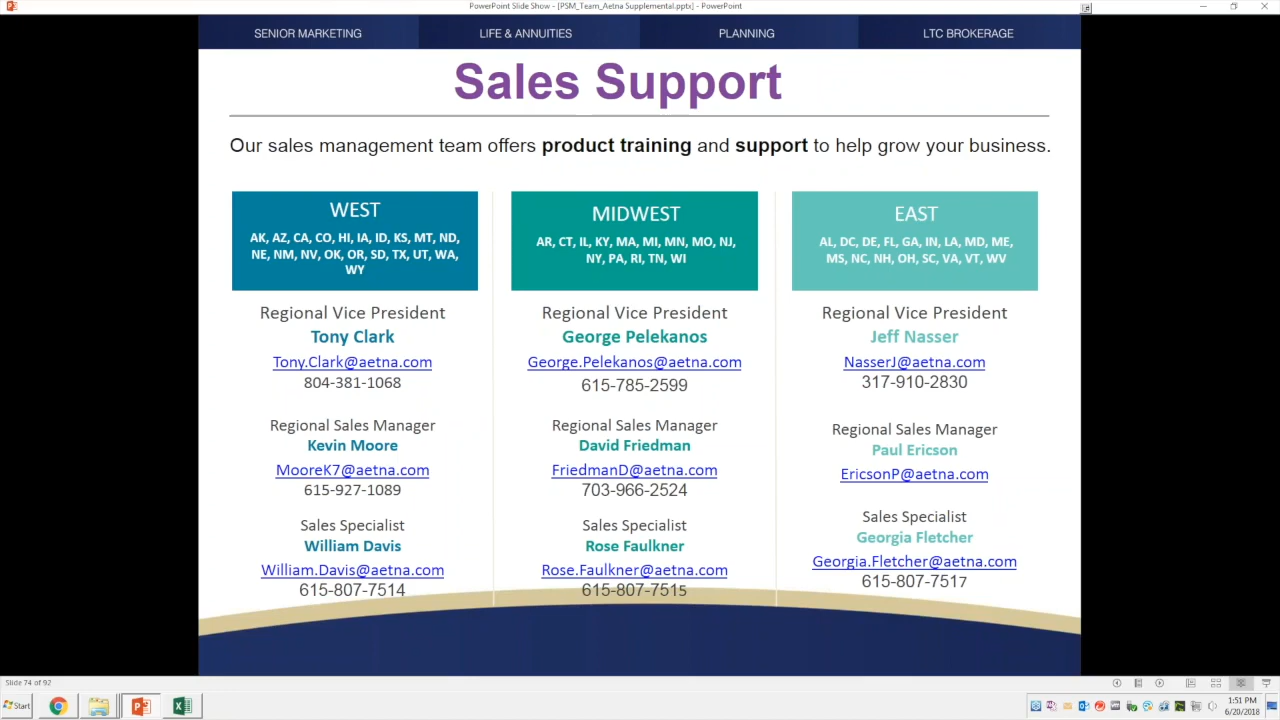 PowerPoint Slide Show - [PSM_Team_Aetna Supplemental.pptx] - PowerPoint
SENIOR MARKETING
LIFE & ANNUITIES
PLANNING
LTC BROKERAGE
Sales Support
Our sales management team offers product training and support to help grow your business.
WEST
AK, AZ, CA, CO, HI, IA, ID, KS, MT, ND,
NE, NM, NV, OK, OR, SD, TX, UT, WA,
WY
Regional Vice President
Tony Clark
Tony.Clark@aetna.com
804-381-1068
Regional Sales Manager
Kevin Moore
MooreK7@aetna.com
615-927-1089
Sales Specialist
William Davis
William.Davis@aetna.com
615-807-7514
MIDWEST
AR, CT, IL, KY, MA, MI, MN, MO, NJ,
NY, PA, RI, TN, WI
Regional Vice President
George Pelekanos
George.Pelekanos@aetna.com
615-785-2599
Regional Sales Manager
David Friedman
FriedmanD@aetna.com
703-966-2524
Sales Specialist
Rose Faulkner
Rose.Faulkner@aetna.com
615-807-7515
EAST
AL, DC, DE, FL, GA, IN, LA, MD, ME,
MS, NC, NH, OH, SC, VA, VT, WV
Regional Vice President
Jeff Nasser
NasserJ@aetna.com
317-910-2830
Regional Sales Manager
Paul Ericson
EricsonP@aetna.com
Sales Specialist
Georgia Fletcher
Georgia.Fletcher@aetna.com
615-807-7517
Slide 74 of 92
Start
1:51 PM
6/20/2018